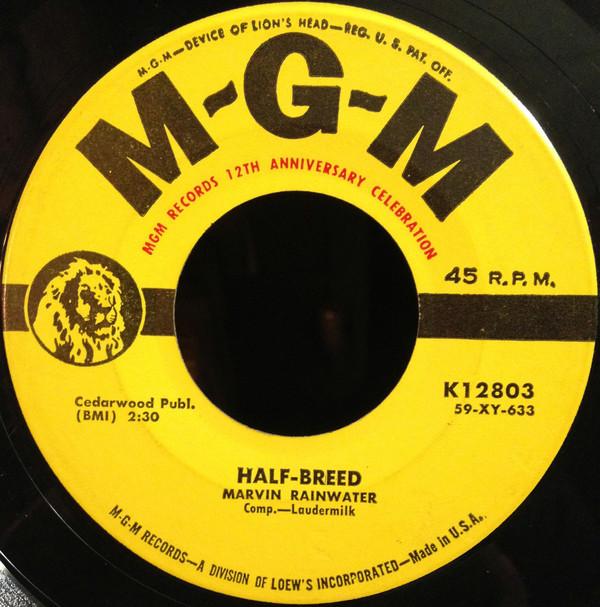 M-G-M—DEVICE OF LION'S HEAD—REG. U. S. PAT. OFF.
M-G-M
MGM RECORDS 12TH ANNIVERSARY CELEBRATION
45 R.P.M.
Cedarwood Publ.
(BMI) 2:30
K12803
59-XY-633
HALF-BREED
MARVIN RAINWATER
Comp.—Laudermilk
M-G-M RECORDS—A DIVISION OF LOEW'S INCORPORATED—Made in U.S.A.